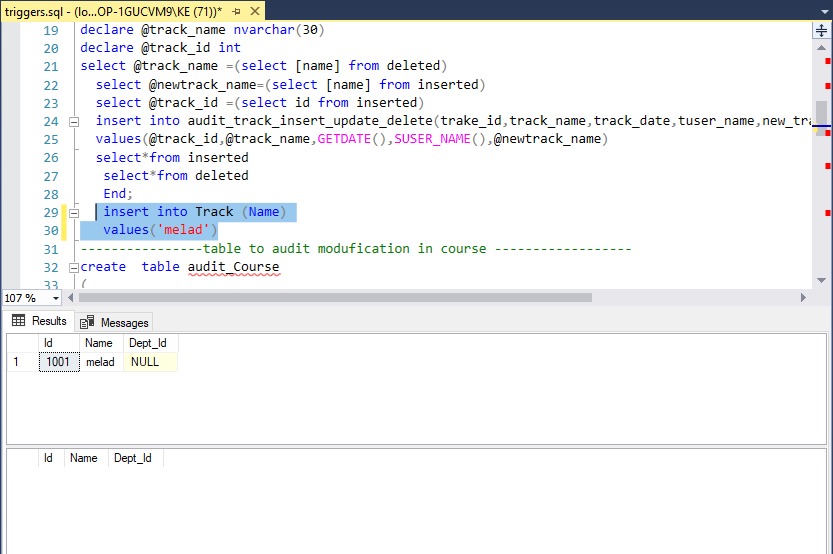 triggers.sql - (lo...OP-1GUCVM9\KE (71))*
19 declare @track_name nvarchar(30)
20 declare @track_id int
21 select @track_name =(select [name] from deleted)
22 select @newtrack_name=(select [name] from inserted)
23 select @track_id =(select id from inserted)
24 insert into audit_track_insert_update_delete(trake_id,track_name,track_date,tuser_name,new_tra
25 values(@track_id,@track_name,GETDATE(),SUSER_NAME(),@newtrack_name)
26 select*from inserted
27 select*from deleted
28 End;
29 insert into Track (Name)
30 values('melad')
31 ----------------table to audit modufication in course ------------------
32 create  table audit_Course
33 (
107 %
Results Messages
Id Name Dept_Id
1 1001 melad NULL
Id Name Dept_Id